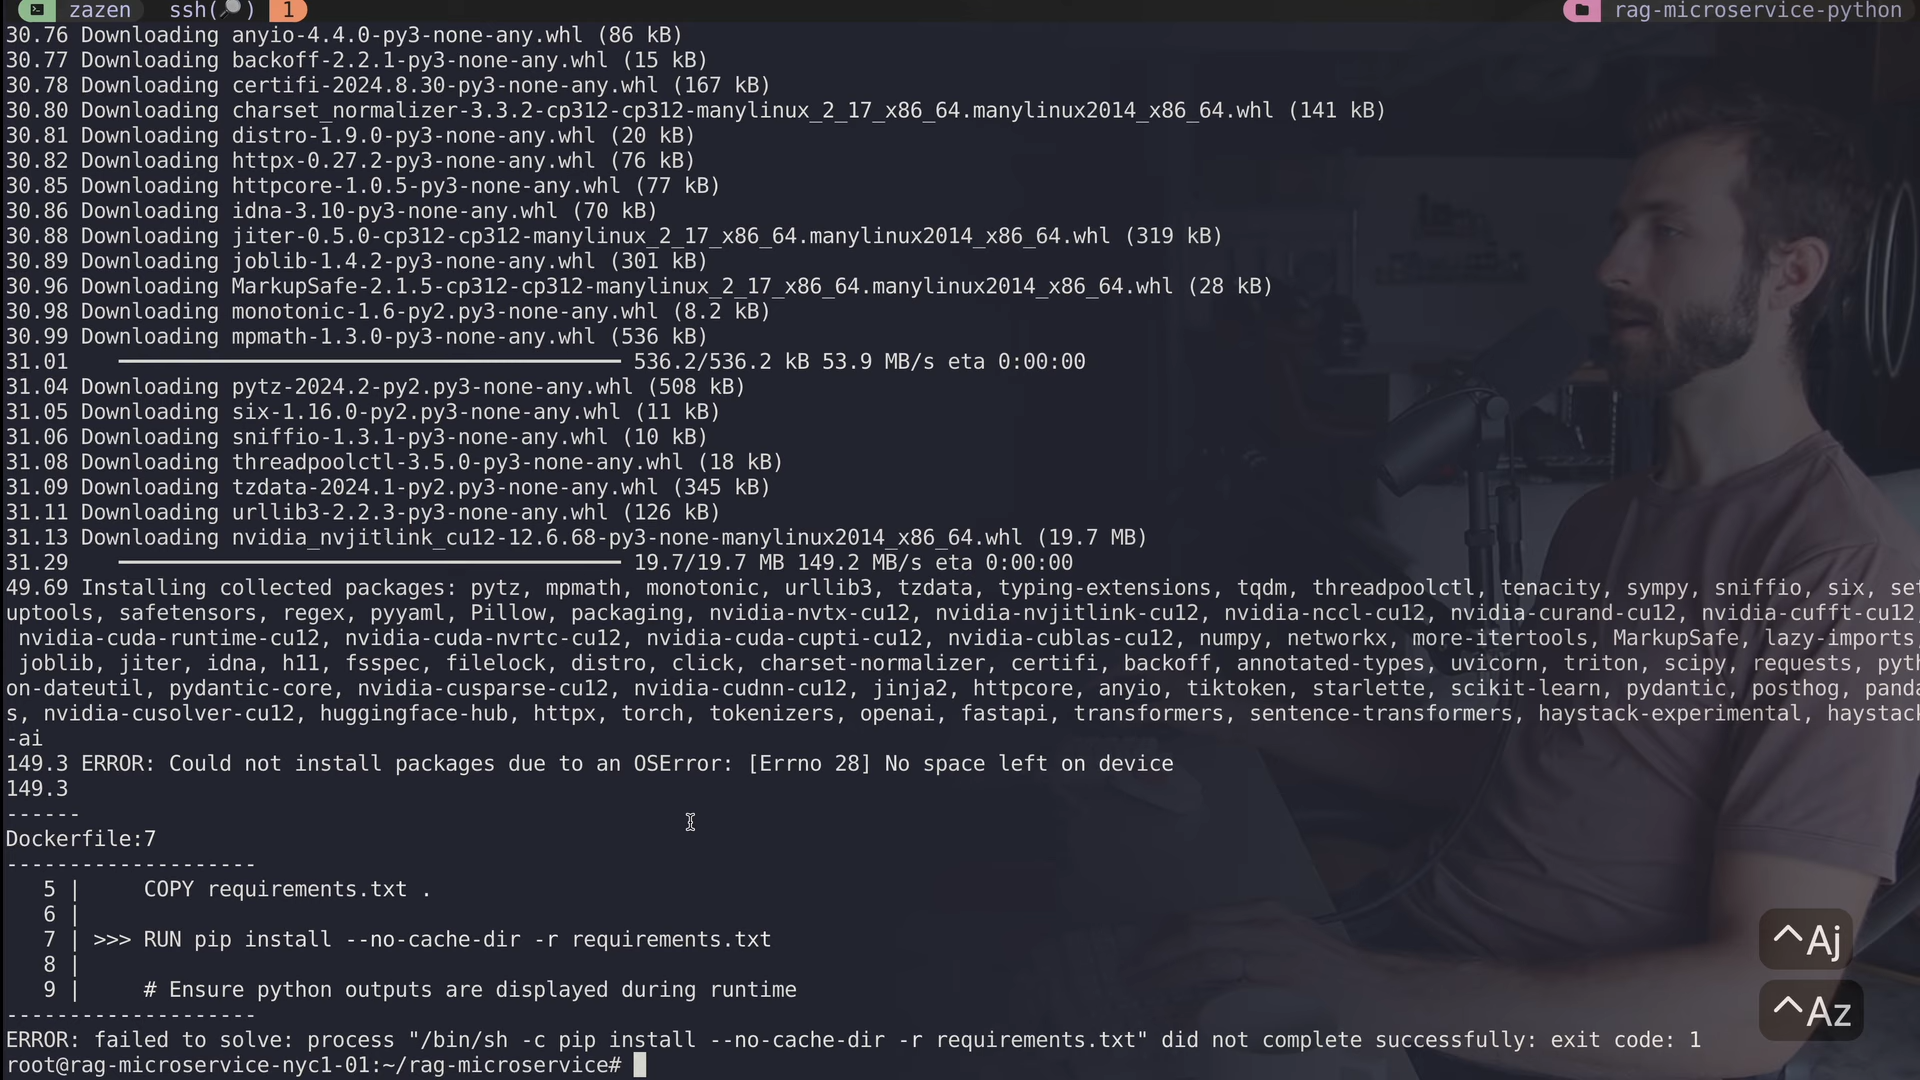 zazen ssh( ) 1 rag-microservice-python
30.76 Downloading anyio-4.4.0-py3-none-any.whl (86 kB)
30.77 Downloading backoff-2.2.1-py3-none-any.whl (15 kB)
30.78 Downloading certifi-2024.8.30-py3-none-any.whl (167 kB)
30.80 Downloading charset_normalizer-3.3.2-cp312-cp312-manylinux_2_17_x86_64.manylinux2014_x86_64.whl (141 kB)
30.81 Downloading distro-1.9.0-py3-none-any.whl (20 kB)
30.82 Downloading httpx-0.27.2-py3-none-any.whl (76 kB)
30.85 Downloading httpcore-1.0.5-py3-none-any.whl (77 kB)
30.86 Downloading idna-3.10-py3-none-any.whl (70 kB)
30.88 Downloading jiter-0.5.0-cp312-cp312-manylinux_2_17_x86_64.manylinux2014_x86_64.whl (319 kB)
30.89 Downloading joblib-1.4.2-py3-none-any.whl (301 kB)
30.96 Downloading MarkupSafe-2.1.5-cp312-cp312-manylinux_2_17_x86_64.manylinux2014_x86_64.whl (28 kB)
30.98 Downloading monotonic-1.6-py2.py3-none-any.whl (8.2 kB)
30.99 Downloading mpmath-1.3.0-py3-none-any.whl (536 kB)
31.01 536.2/536.2 kB 53.9 MB/s eta 0:00:00
31.04 Downloading pytz-2024.2-py2.py3-none-any.whl (508 kB)
31.05 Downloading six-1.16.0-py2.py3-none-any.whl (11 kB)
31.06 Downloading sniffio-1.3.1-py3-none-any.whl (10 kB)
31.08 Downloading threadpoolctl-3.5.0-py3-none-any.whl (18 kB)
31.09 Downloading tzdata-2024.1-py2.py3-none-any.whl (345 kB)
31.11 Downloading urllib3-2.2.3-py3-none-any.whl (126 kB)
31.13 Downloading nvidia_nvjitlink_cu12-12.6.68-py3-none-manylinux2014_x86_64.whl (19.7 MB)
31.29 19.7/19.7 MB 149.2 MB/s eta 0:00:00
49.69 Installing collected packages: pytz, mpmath, monotonic, urllib3, tzdata, typing-extensions, tqdm, threadpoolctl, tenacity, sympy, sniffio, six, set
uptools, safetensors, regex, pyyaml, Pillow, packaging, nvidia-nvtx-cu12, nvidia-nvjitlink-cu12, nvidia-nccl-cu12, nvidia-curand-cu12, nvidia-cufft-cu12,
nvidia-cuda-runtime-cu12, nvidia-cuda-nvrtc-cu12, nvidia-cuda-cupti-cu12, nvidia-cublas-cu12, numpy, networkx, more-itertools, MarkupSafe, lazy-imports,
joblib, jiter, idna, h11, fsspec, filelock, distro, click, charset-normalizer, certifi, backoff, annotated-types, uvicorn, triton, scipy, requests, pyth
on-dateutil, pydantic-core, nvidia-cusparse-cu12, nvidia-cudnn-cu12, jinja2, httpcore, anyio, tiktoken, starlette, scikit-learn, pydantic, posthog, panda
s, nvidia-cusolver-cu12, huggingface-hub, httpx, torch, tokenizers, openai, fastapi, transformers, sentence-transformers, haystack-experimental, haystack
-ai
149.3 ERROR: Could not install packages due to an OSError: [Errno 28] No space left on device
149.3
------
Dockerfile:7
--------------------
5 | COPY requirements.txt .
6 |
7 | >>> RUN pip install --no-cache-dir -r requirements.txt
8 |
9 | # Ensure python outputs are displayed during runtime
--------------------
ERROR: failed to solve: process "/bin/sh -c pip install --no-cache-dir -r requirements.txt" did not complete successfully: exit code: 1
root@rag-microservice-nyc1-01:~/rag-microservice#
^Aj
^Az